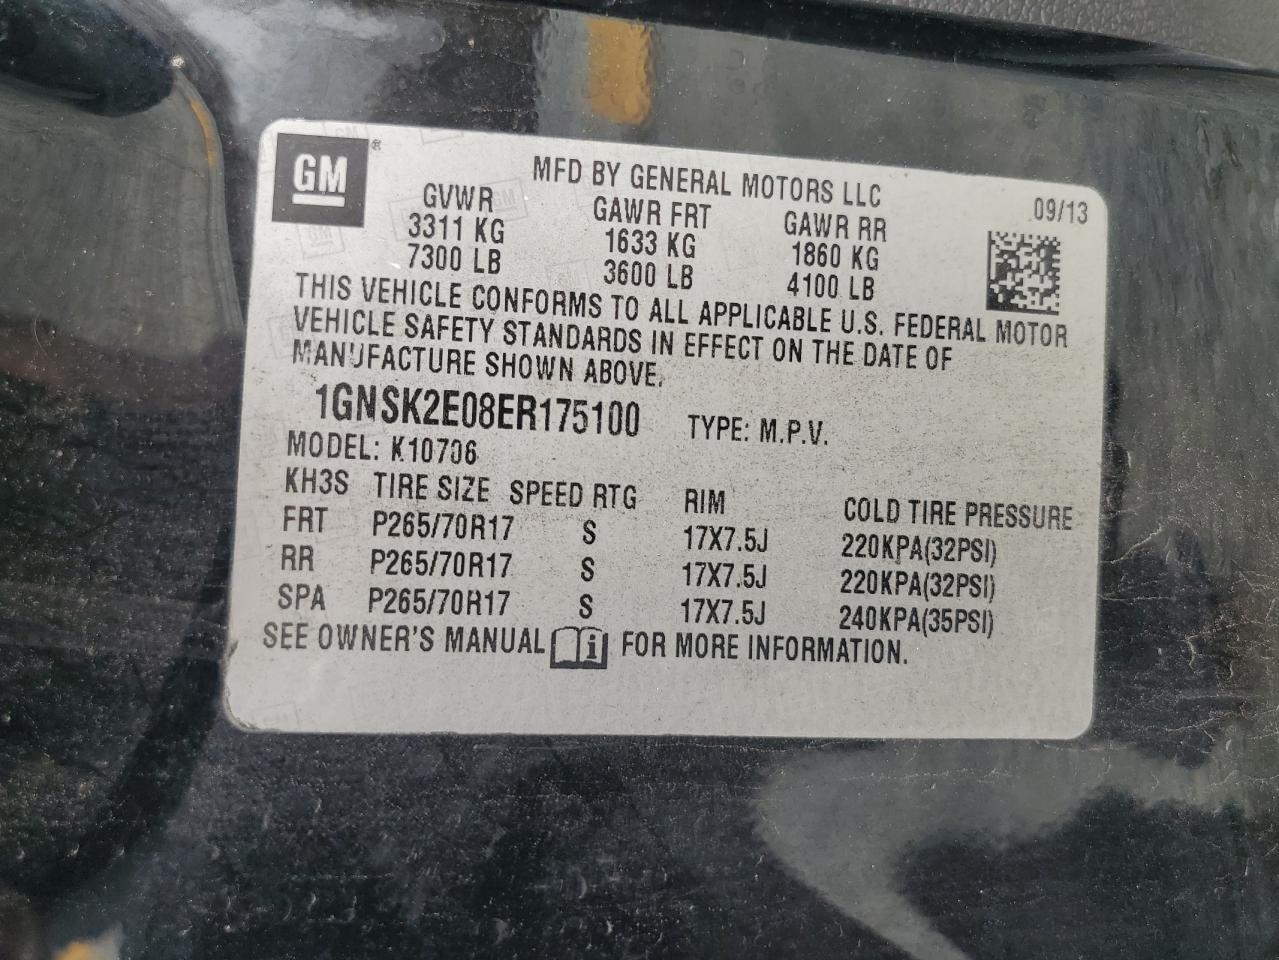 GM ®
MFD BY GENERAL MOTORS LLC
09/13
GVWR GAWR FRT GAWR RR
3311 KG 1633 KG 1860 KG
7300 LB 3600 LB 4100 LB
THIS VEHICLE CONFORMS TO ALL APPLICABLE U.S. FEDERAL MOTOR
VEHICLE SAFETY STANDARDS IN EFFECT ON THE DATE OF
MANUFACTURE SHOWN ABOVE.
1GNSK2E08ER175100 TYPE: M.P.V.
MODEL: K10706
KH3S TIRE SIZE SPEED RTG RIM COLD TIRE PRESSURE
FRT P265/70R17 S 17X7.5J 220KPA(32PSI)
RR P265/70R17 S 17X7.5J 220KPA(32PSI)
SPA P265/70R17 S 17X7.5J 240KPA(35PSI)
SEE OWNER'S MANUAL FOR MORE INFORMATION.